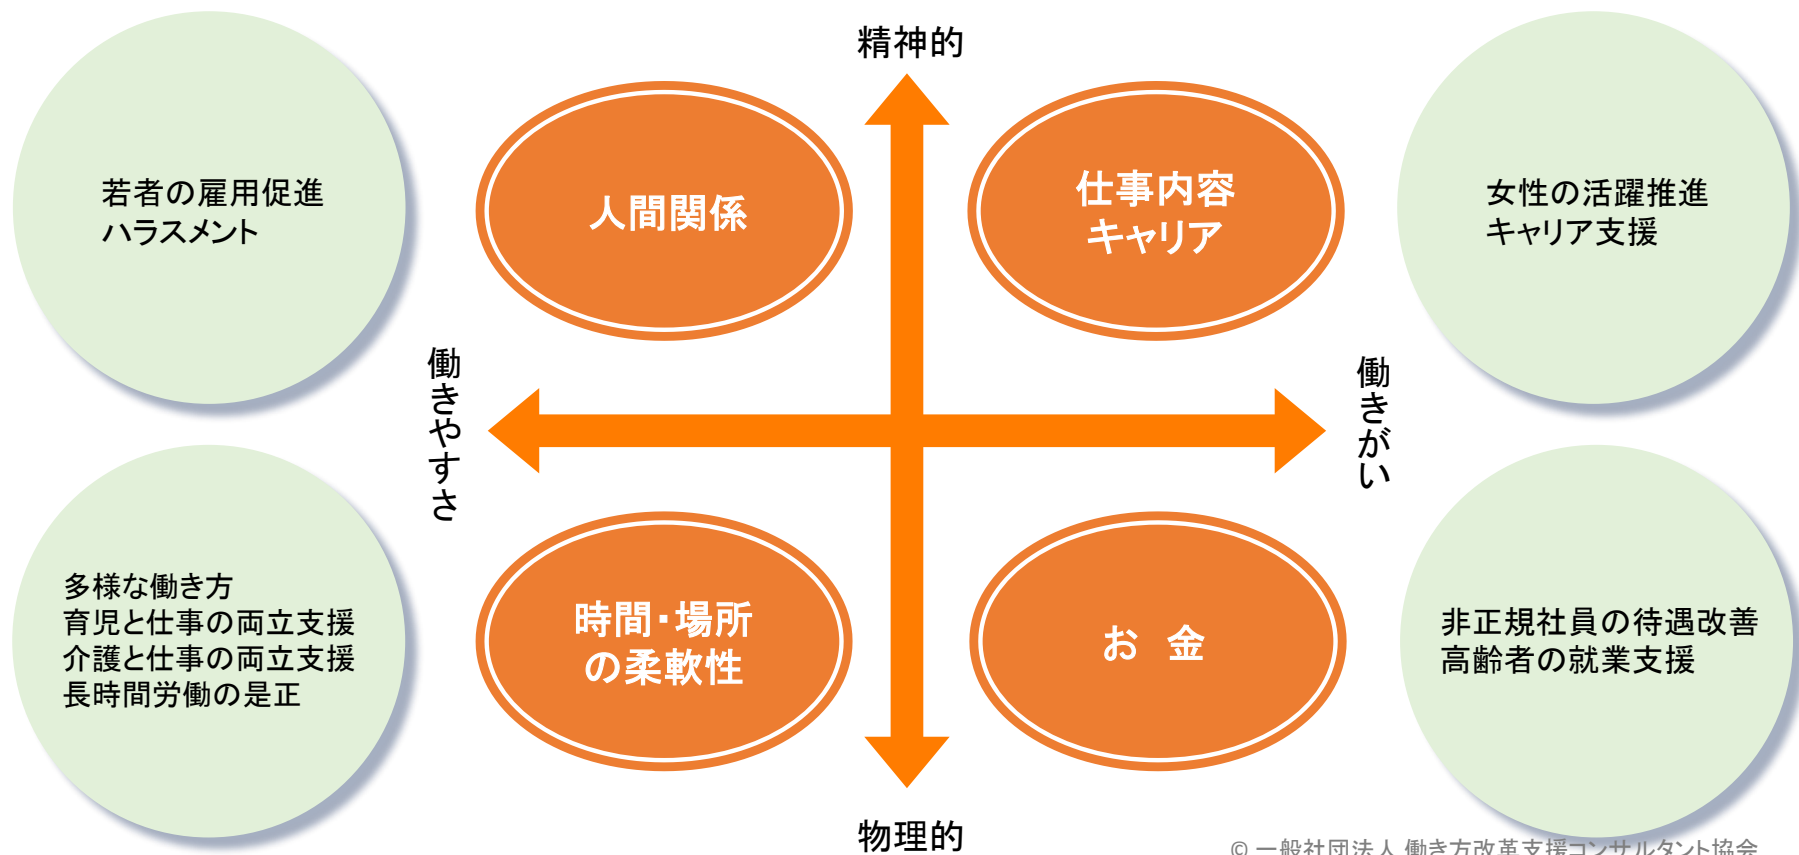 精神的
若者の雇用促進
ハラスメント
人間関係
仕事内容
キャリア
女性の活躍推進
キャリア支援
働きやすさ
働きがい
多様な働き方
育児と仕事の両立支援
介護と仕事の両立支援
長時間労働の是正
時間・場所
の柔軟性
お 金
非正規社員の待遇改善
高齢者の就業支援
物理的
© 一般社団法人 働き方改革支援コンサルタント協会